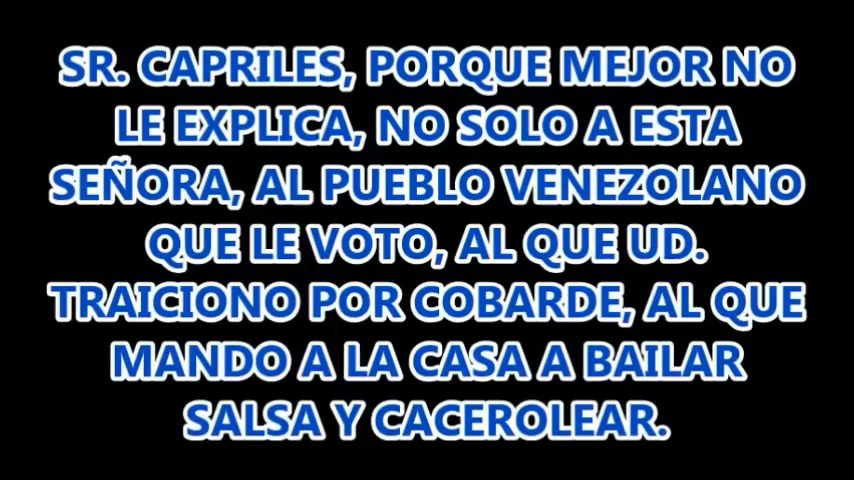 SR. CAPRILES, PORQUE MEJOR NO
LE EXPLICA, NO SOLO A ESTA
SEÑORA, AL PUEBLO VENEZOLANO
QUE LE VOTO, AL QUE UD.
TRAICIONO POR COBARDE, AL QUE
MANDO A LA CASA A BAILAR
SALSA Y CACEROLEAR.